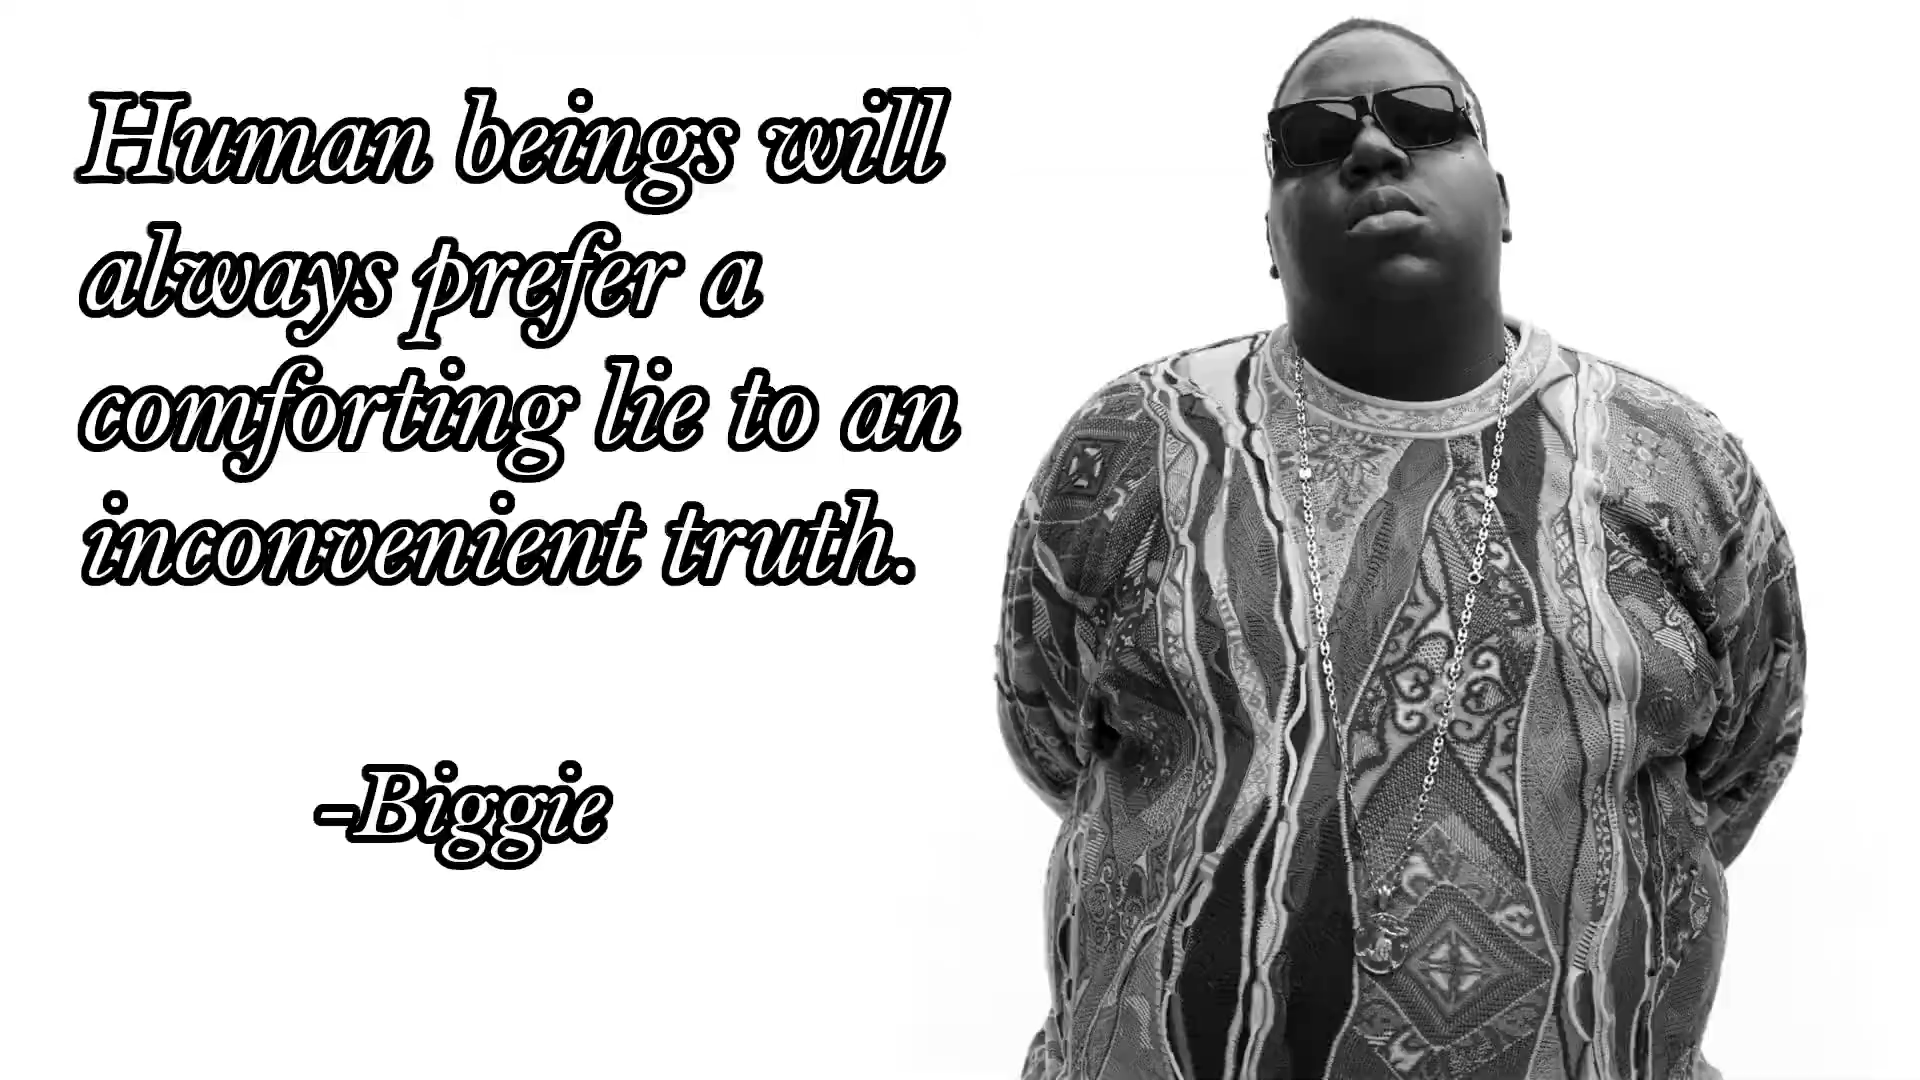 Human beings will
always prefer a
comforting lie to an
inconvenient truth.
-Biggie